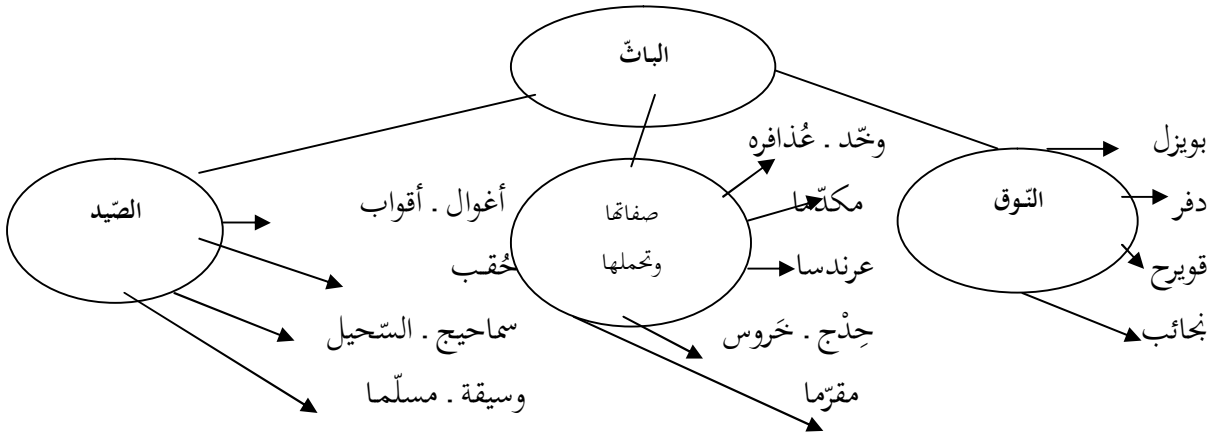 الباثّ
النّوق
بويزل
دفر
قويرح
نجائب
صفاتها
وتحملها
وخّد . عُذافره
مكدّما
عرندسا
حِدْج . خَروس
مقرّما
الصّيد
أغوال . أقواب
حُقب
سماحيج . السّحيل
وسيقة . مسلّما